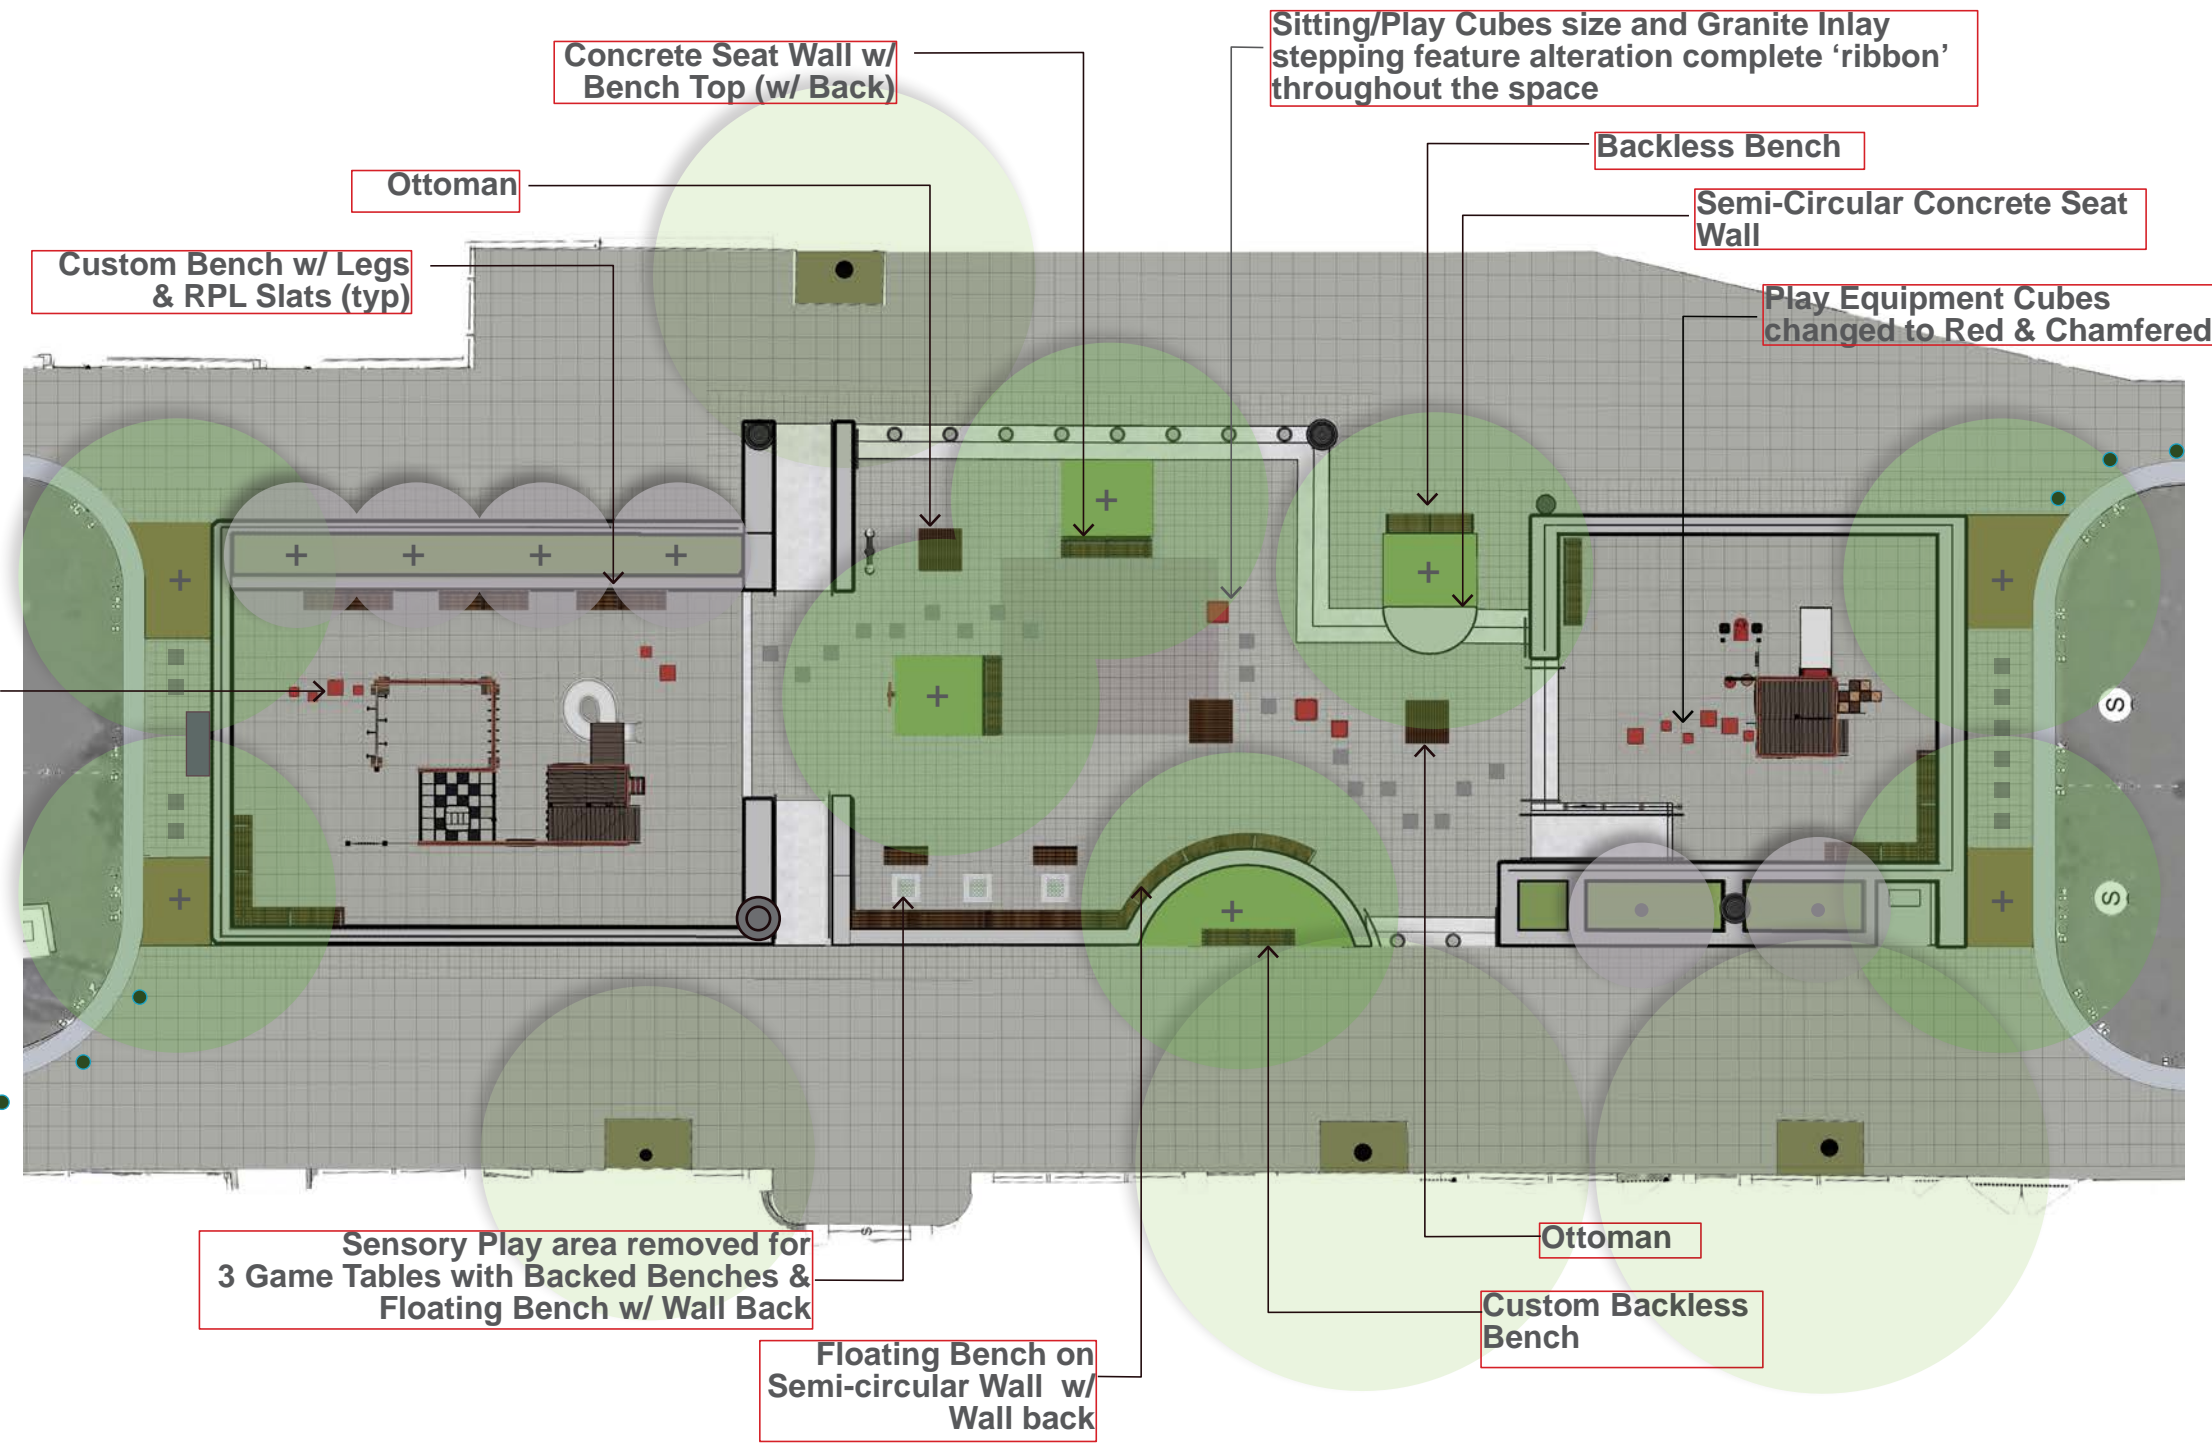 Sitting/Play Cubes size and Granite Inlay
stepping feature alteration complete ‘ribbon’
throughout the space
Concrete Seat Wall w/
Bench Top (w/ Back)
Backless Bench
Ottoman
Semi-Circular Concrete Seat
Wall
Custom Bench w/ Legs
& RPL Slats (typ)
Play Equipment Cubes
changed to Red & Chamfered
S
S
Sensory Play area removed for
3 Game Tables with Backed Benches &
Floating Bench w/ Wall Back
Ottoman
Custom Backless
Bench
Floating Bench on
Semi-circular Wall  w/
Wall back